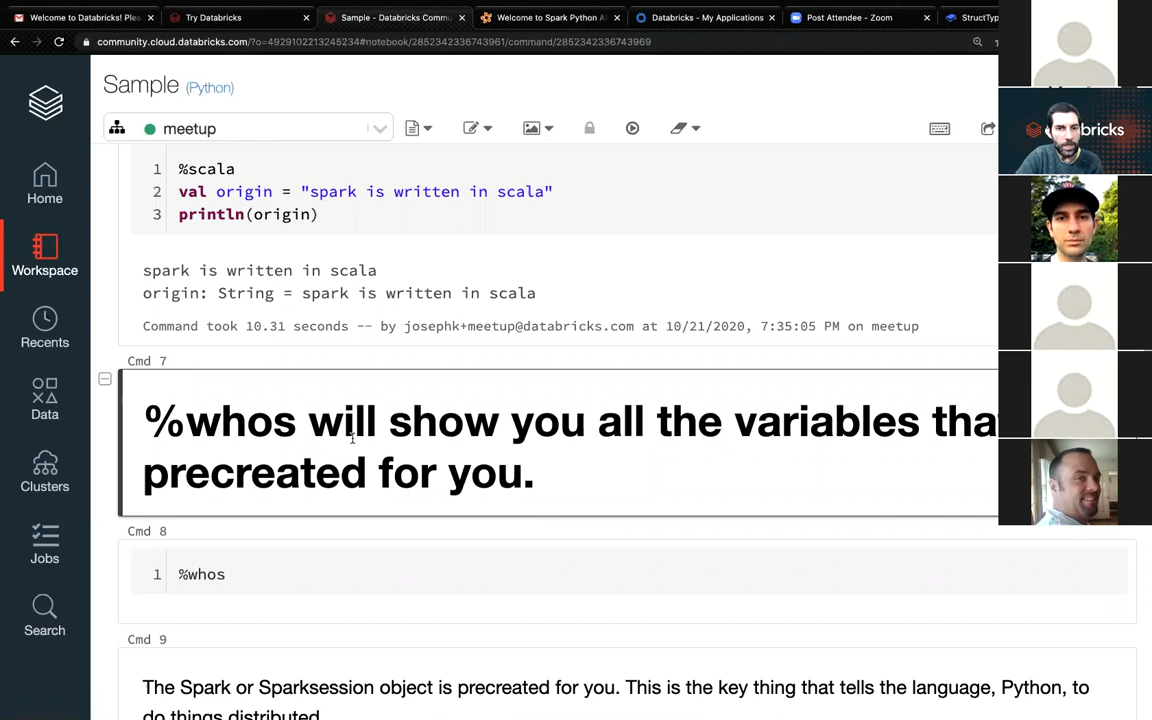 Welcome to Databricks! Pleas
Try Databricks
Sample - Databricks Commu
Welcome to Spark Python A
Databricks - My Applications
Post Attendee - Zoom
StructTyp
community.cloud.databricks.com/?o=4929102213245234#notebook/2852342336743961/command/2852342336743969
Sample (Python)
meetup
Home
Workspace
Recents
Data
Clusters
Jobs
Search
1 %scala
2 val origin = "spark is written in scala"
3 println(origin)
spark is written in scala
origin: String = spark is written in scala
Command took 10.31 seconds -- by josephk+meetup@databricks.com at 10/21/2020, 7:35:05 PM on meetup
Cmd 7
%whos will show you all the variables tha
precreated for you.
Cmd 8
1 %whos
Cmd 9
The Spark or Sparksession object is precreated for you. This is the key thing that tells the language, Python, to
do things distributed
bricks